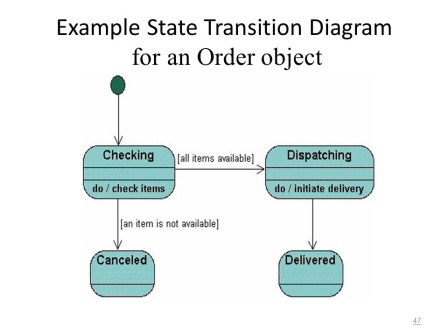 Example State Transition Diagram
for an Order object
Checking
[all items available]
Dispatching
do / check items
do / initiate delivery
[an item is not available]
Canceled
Delivered
47